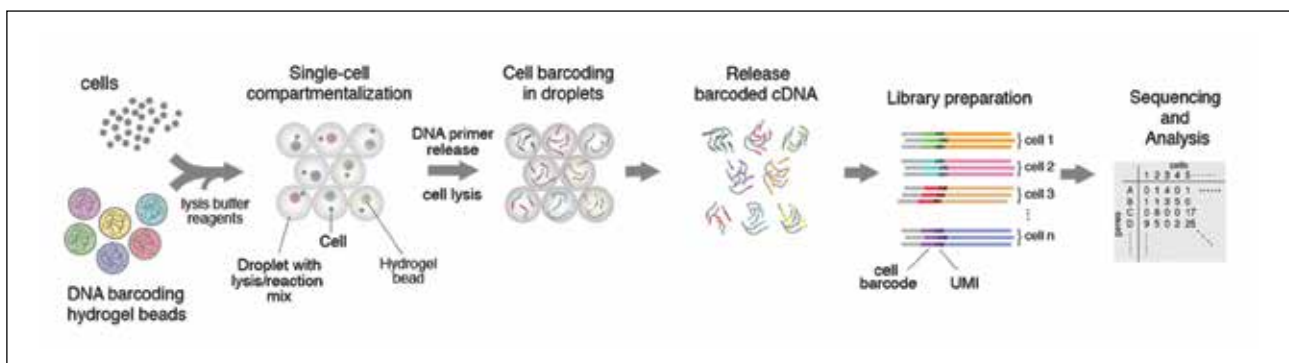 cells
lysis buffer
reagents
DNA barcoding
hydrogel beads
Single-cell
compartmentalization
Cell
Droplet with
lysis/reaction
mix
Hydrogel
bead
DNA primer
release
cell lysis
Cell barcoding
in droplets
Release
barcoded cDNA
Library preparation
cell 1
cell 2
cell 3
cell n
cell
barcode
UMI
Sequencing
and
Analysis
cells
1 2 3 4 5
A 0 1 4 0 1
B 1 1 3 5 0
C 0 8 0 0 17
D 9 5 0 2 25
genes